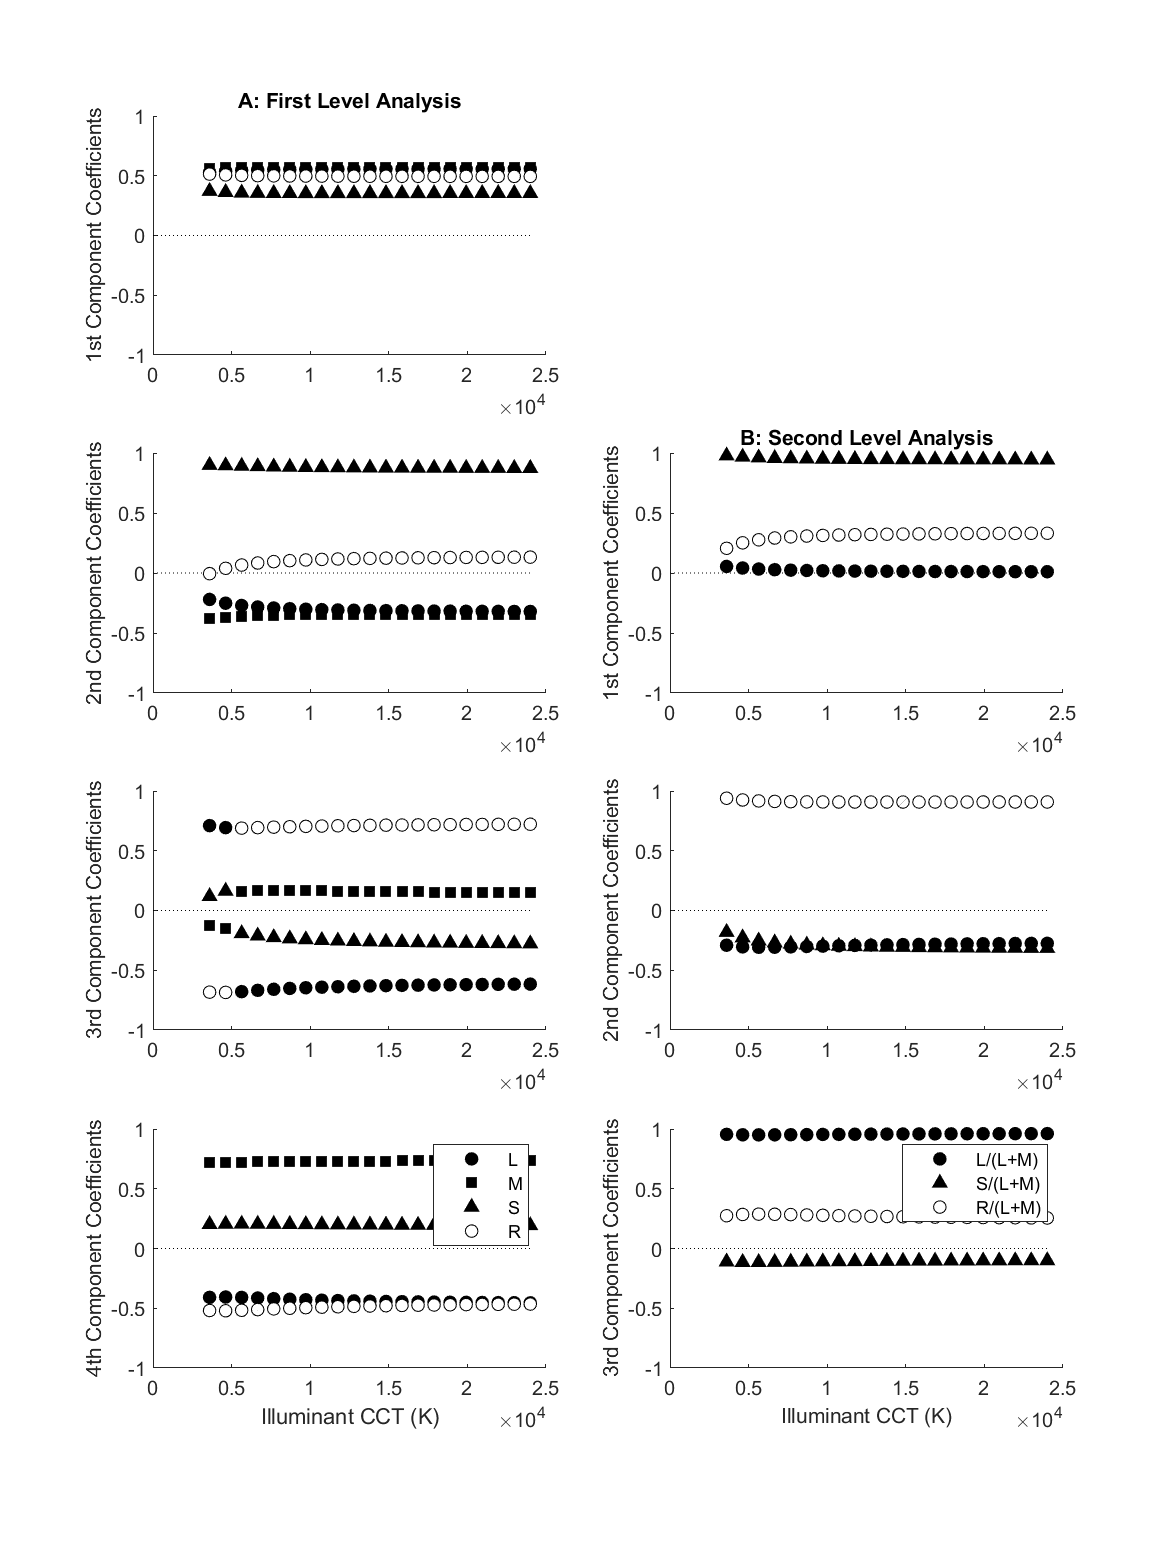 A: First Level Analysis
1st Component Coefficients
1
0.5
0
-0.5
-1
0 0.5 1 1.5 2 2.5
×10^4
2nd Component Coefficients
1
0.5
0
-0.5
-1
0 0.5 1 1.5 2 2.5
×10^4
B: Second Level Analysis
1st Component Coefficients
1
0.5
0
-0.5
-1
0 0.5 1 1.5 2 2.5
×10^4
3rd Component Coefficients
1
0.5
0
-0.5
-1
0 0.5 1 1.5 2 2.5
×10^4
2nd Component Coefficients
1
0.5
0
-0.5
-1
0 0.5 1 1.5 2 2.5
×10^4
4th Component Coefficients
1
0.5
0
-0.5
-1
L
M
S
R
0 0.5 1 1.5 2 2.5
Illuminant CCT (K)
×10^4
3rd Component Coefficients
1
0.5
0
-0.5
-1
L/(L+M)
S/(L+M)
R/(L+M)
0 0.5 1 1.5 2 2.5
Illuminant CCT (K)
×10^4